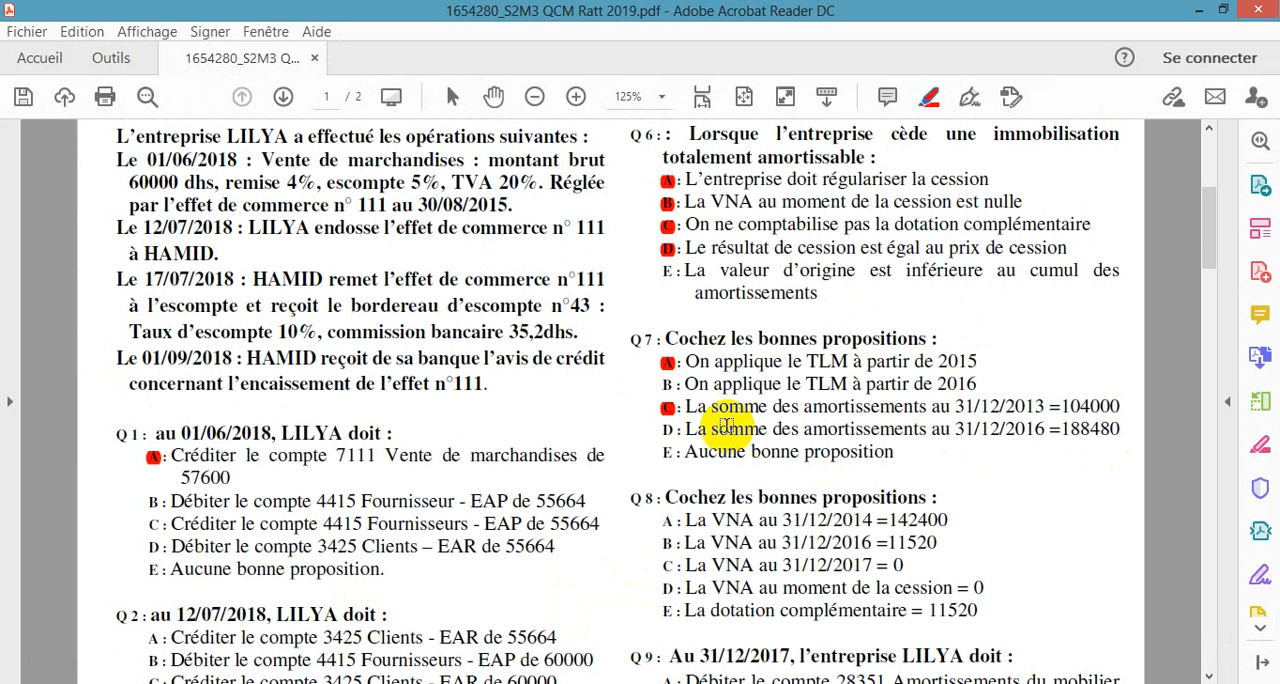 1654280_S2M3 QCM Ratt 2019.pdf - Adobe Acrobat Reader DC
Fichier Edition Affichage Signer Fenêtre Aide
Accueil Outils 1654280_S2M3 Q... × Se connecter
1 / 2 125%
L'entreprise LILYA a effectué les opérations suivantes :
Le 01/06/2018 : Vente de marchandises : montant brut
60000 dhs, remise 4%, escompte 5%, TVA 20%. Réglée
par l'effet de commerce n° 111 au 30/08/2015.
Le 12/07/2018 : LILYA endosse l'effet de commerce n° 111
à HAMID.
Le 17/07/2018 : HAMID remet l'effet de commerce n°111
à l'escompte et reçoit le bordereau d'escompte n°43 :
Taux d'escompte 10%, commission bancaire 35,2dhs.
Le 01/09/2018 : HAMID reçoit de sa banque l'avis de crédit
concernant l'encaissement de l'effet n°111.
Q 1 : au 01/06/2018, LILYA doit :
A : Créditer le compte 7111 Vente de marchandises de
57600
B : Débiter le compte 4415 Fournisseur - EAP de 55664
C : Créditer le compte 4415 Fournisseurs - EAP de 55664
D : Débiter le compte 3425 Clients – EAR de 55664
E : Aucune bonne proposition.
Q 2 : au 12/07/2018, LILYA doit :
A : Créditer le compte 3425 Clients - EAR de 55664
B : Débiter le compte 4415 Fournisseurs - EAP de 60000
C : Créditer le compte 3425 Clients - EAR de 60000
Q 6 : : Lorsque l'entreprise cède une immobilisation
totalement amortissable :
A : L'entreprise doit régulariser la cession
B : La VNA au moment de la cession est nulle
C : On ne comptabilise pas la dotation complémentaire
D : Le résultat de cession est égal au prix de cession
E : La valeur d'origine est inférieure au cumul des
amortissements
Q 7 : Cochez les bonnes propositions :
A : On applique le TLM à partir de 2015
B : On applique le TLM à partir de 2016
C : La somme des amortissements au 31/12/2013 =104000
D : La somme des amortissements au 31/12/2016 =188480
E : Aucune bonne proposition
Q 8 : Cochez les bonnes propositions :
A : La VNA au 31/12/2014 =142400
B : La VNA au 31/12/2016 =11520
C : La VNA au 31/12/2017 = 0
D : La VNA au moment de la cession = 0
E : La dotation complémentaire = 11520
Q 9 : Au 31/12/2017, l'entreprise LILYA doit :
A : Débiter le compte 28351 Amortissements du mobilier